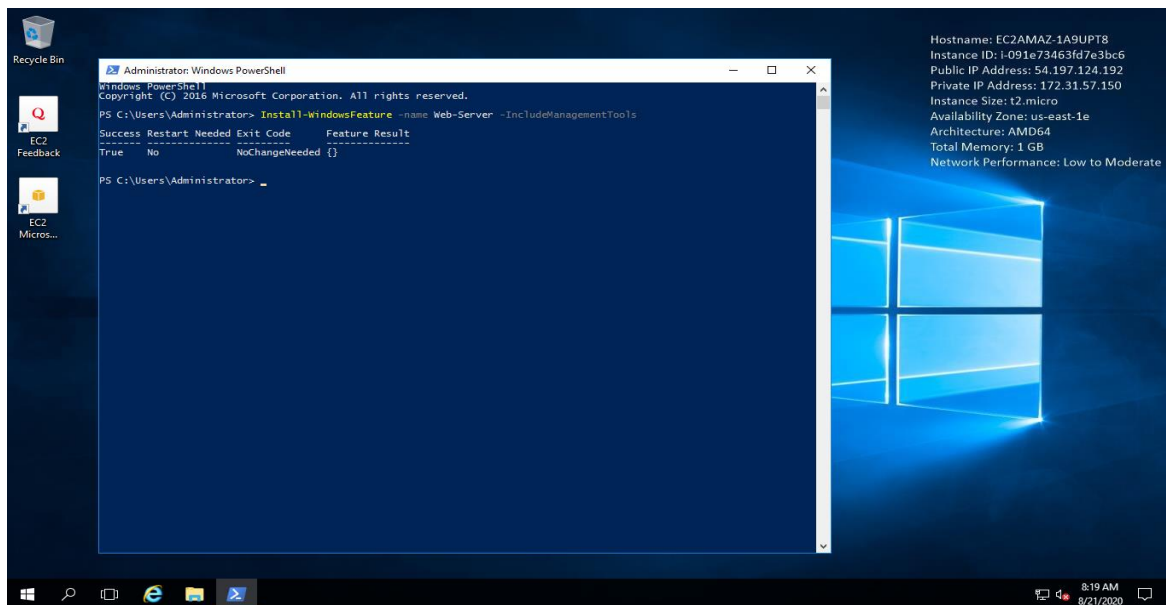 Recycle Bin
EC2
Feedback
EC2
Micros...
Administrator: Windows PowerShell
Windows PowerShell
Copyright (C) 2016 Microsoft Corporation. All rights reserved.
PS C:\Users\Administrator> Install-WindowsFeature -name Web-Server -IncludeManagementTools
Success Restart Needed Exit Code      Feature Result
------- -------------- ---------      --------------
True    No             NoChangeNeeded {}
PS C:\Users\Administrator> _
Hostname: EC2AMAZ-1A9UPT8
Instance ID: i-091e73463fd7e3bc6
Public IP Address: 54.197.124.192
Private IP Address: 172.31.57.150
Instance Size: t2.micro
Availability Zone: us-east-1e
Architecture: AMD64
Total Memory: 1 GB
Network Performance: Low to Moderate
8:19 AM
8/21/2020